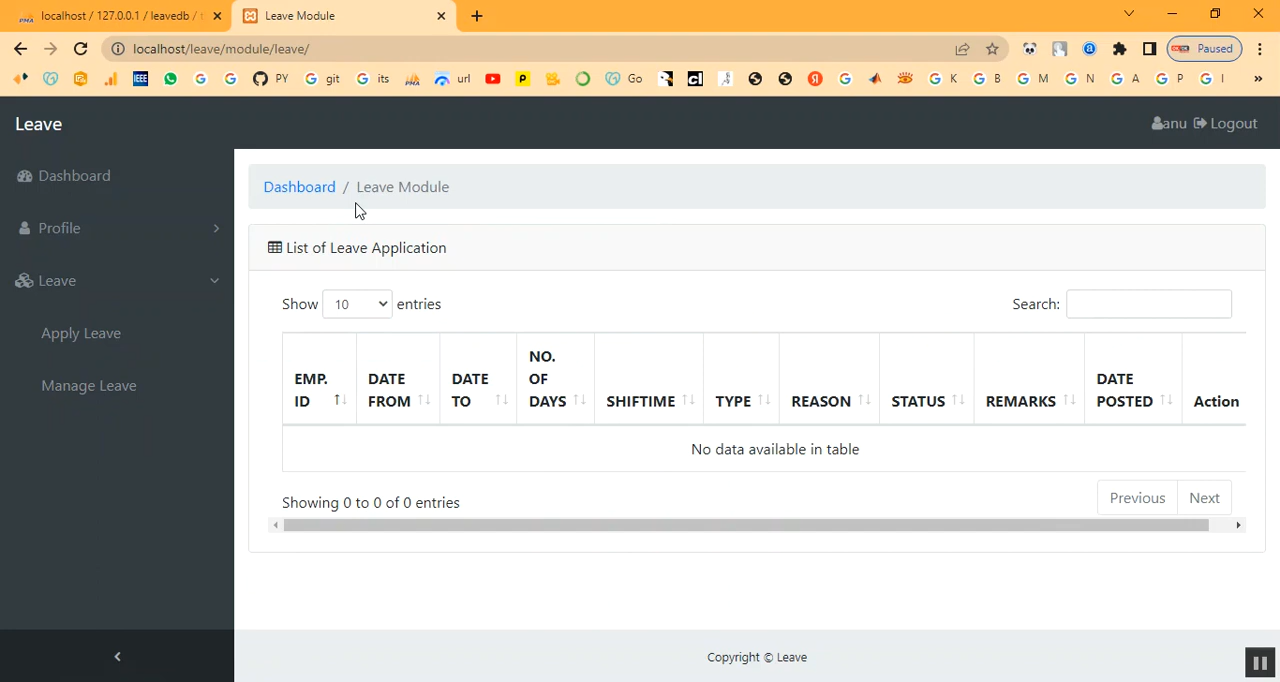 localhost / 127.0.0.1 / leavedb /
Leave Module
localhost/leave/module/leave/
Paused
IEEE PY git its PMA url P Go K B M N A P I
Leave
anu Logout
Dashboard
Profile
Leave
Apply Leave
Manage Leave
Dashboard / Leave Module
List of Leave Application
Show 10 entries
Search:
EMP. ID
DATE FROM
DATE TO
NO. OF DAYS
SHIFTIME
TYPE
REASON
STATUS
REMARKS
DATE POSTED
Action
No data available in table
Showing 0 to 0 of 0 entries
Previous Next
Copyright © Leave